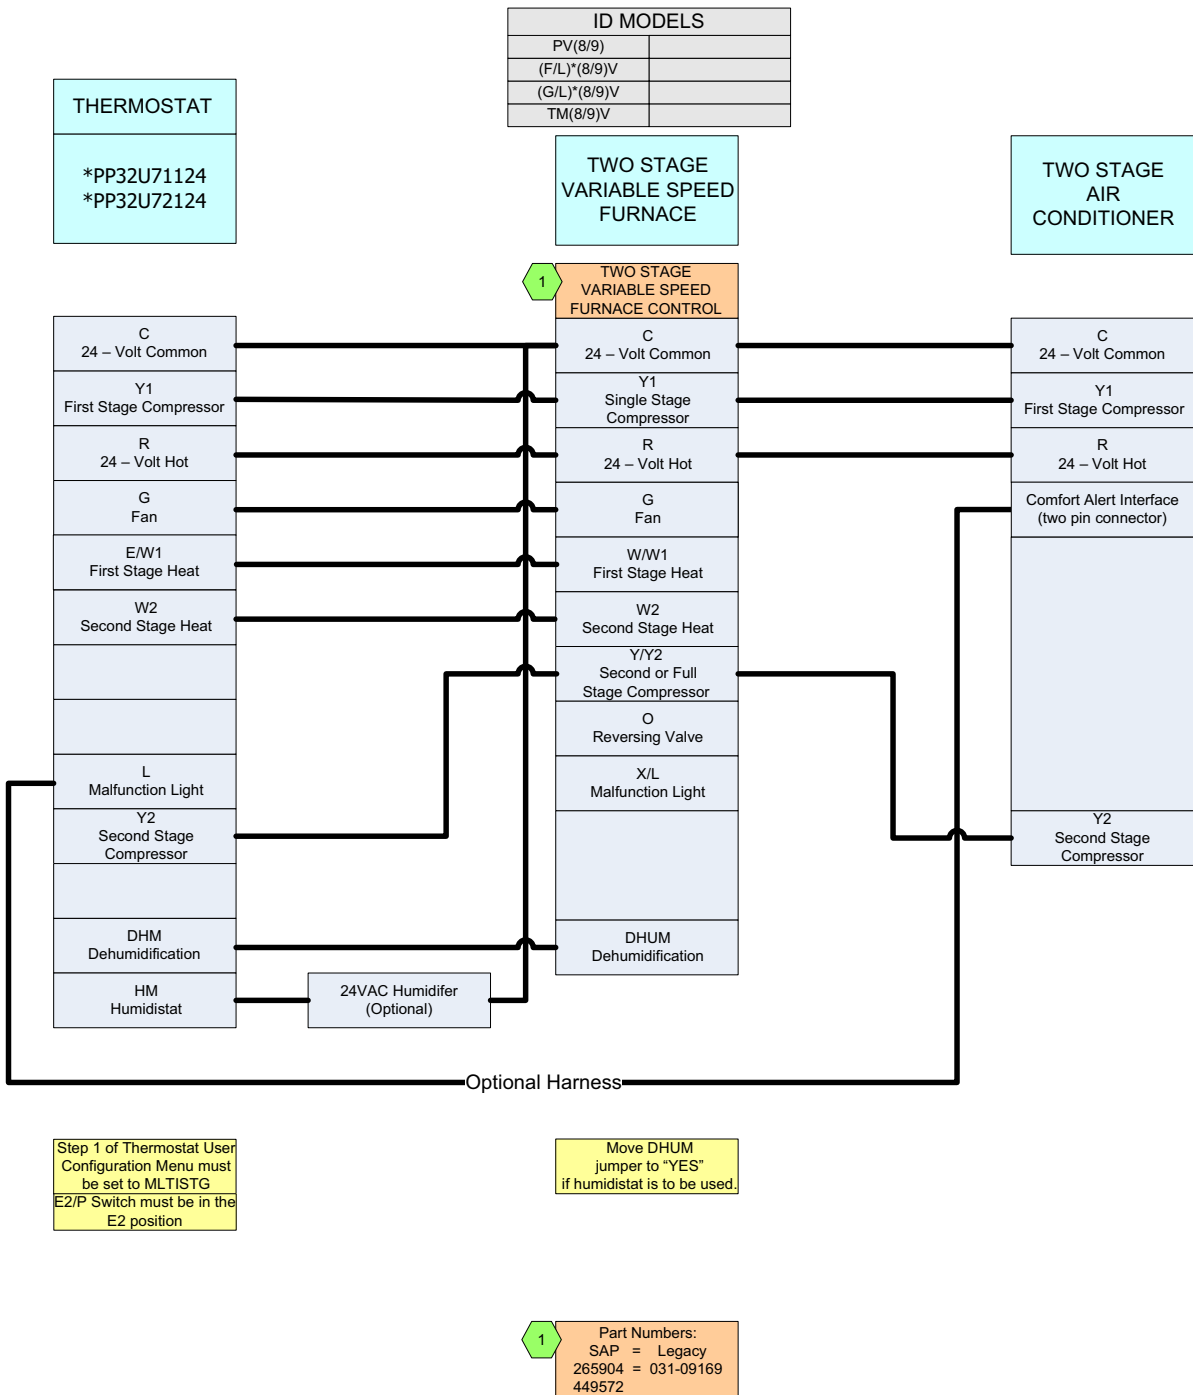 ID MODELS
PV(8/9)
(F/L)*(8/9)V
(G/L)*(8/9)V
TM(8/9)V
THERMOSTAT
*PP32U71124
*PP32U72124
TWO STAGE
VARIABLE SPEED
FURNACE
TWO STAGE
AIR
CONDITIONER
1
TWO STAGE
VARIABLE SPEED
FURNACE CONTROL
C
24 – Volt Common
Y1
First Stage Compressor
R
24 – Volt Hot
G
Fan
E/W1
First Stage Heat
W2
Second Stage Heat
L
Malfunction Light
Y2
Second Stage
Compressor
DHM
Dehumidification
HM
Humidistat
24VAC Humidifer
(Optional)
C
24 – Volt Common
Y1
Single Stage
Compressor
R
24 – Volt Hot
G
Fan
W/W1
First Stage Heat
W2
Second Stage Heat
Y/Y2
Second or Full
Stage Compressor
O
Reversing Valve
X/L
Malfunction Light
DHUM
Dehumidification
C
24 – Volt Common
Y1
First Stage Compressor
R
24 – Volt Hot
Comfort Alert Interface
(two pin connector)
Y2
Second Stage
Compressor
Optional Harness
Step 1 of Thermostat User
Configuration Menu must
be set to MLTISTG
E2/P Switch must be in the
E2 position
Move DHUM
jumper to “YES”
if humidistat is to be used.
1
Part Numbers:
SAP = Legacy
265904 = 031-09169
449572